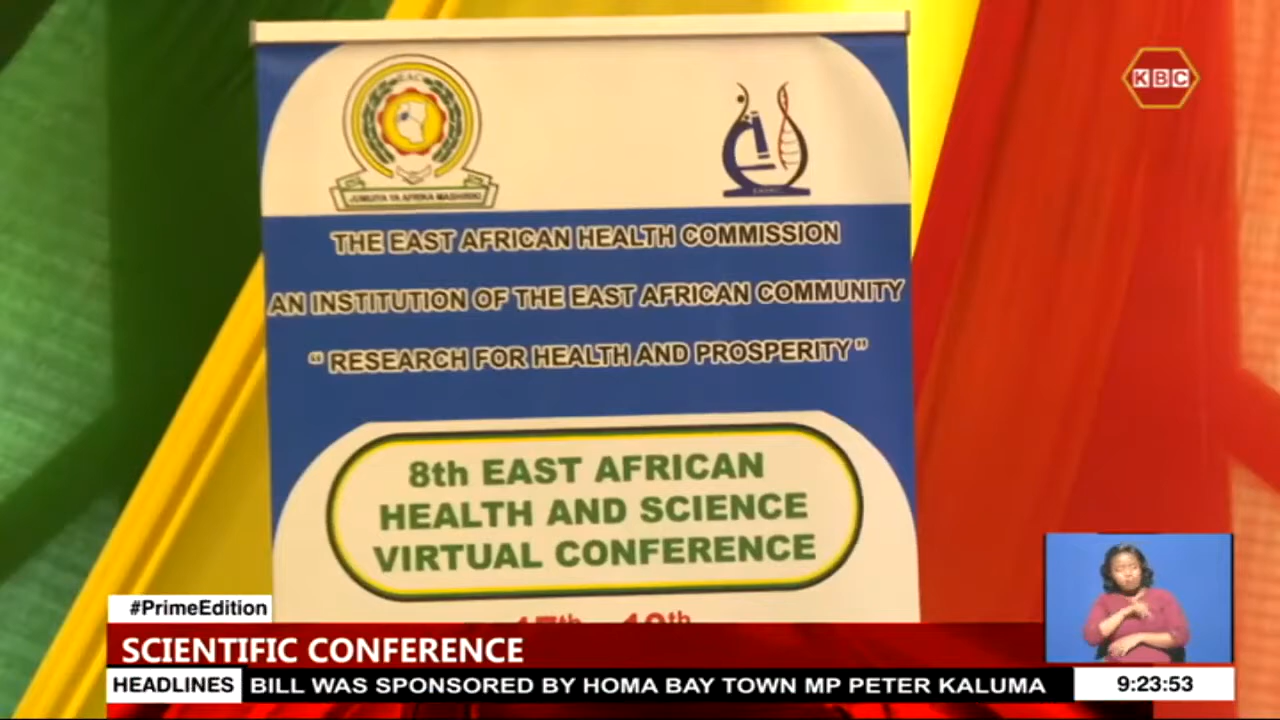 KBC
EAC
JUMUIYA YA AFRIKA MASHARIKI
THE EAST AFRICAN HEALTH COMMISSION
AN INSTITUTION OF THE EAST AFRICAN COMMUNITY
“ RESEARCH FOR HEALTH AND PROSPERITY ”
8th EAST AFRICAN
HEALTH AND SCIENCE
VIRTUAL CONFERENCE
#PrimeEdition
SCIENTIFIC CONFERENCE
HEADLINES BILL WAS SPONSORED BY HOMA BAY TOWN MP PETER KALUMA
9:23:53